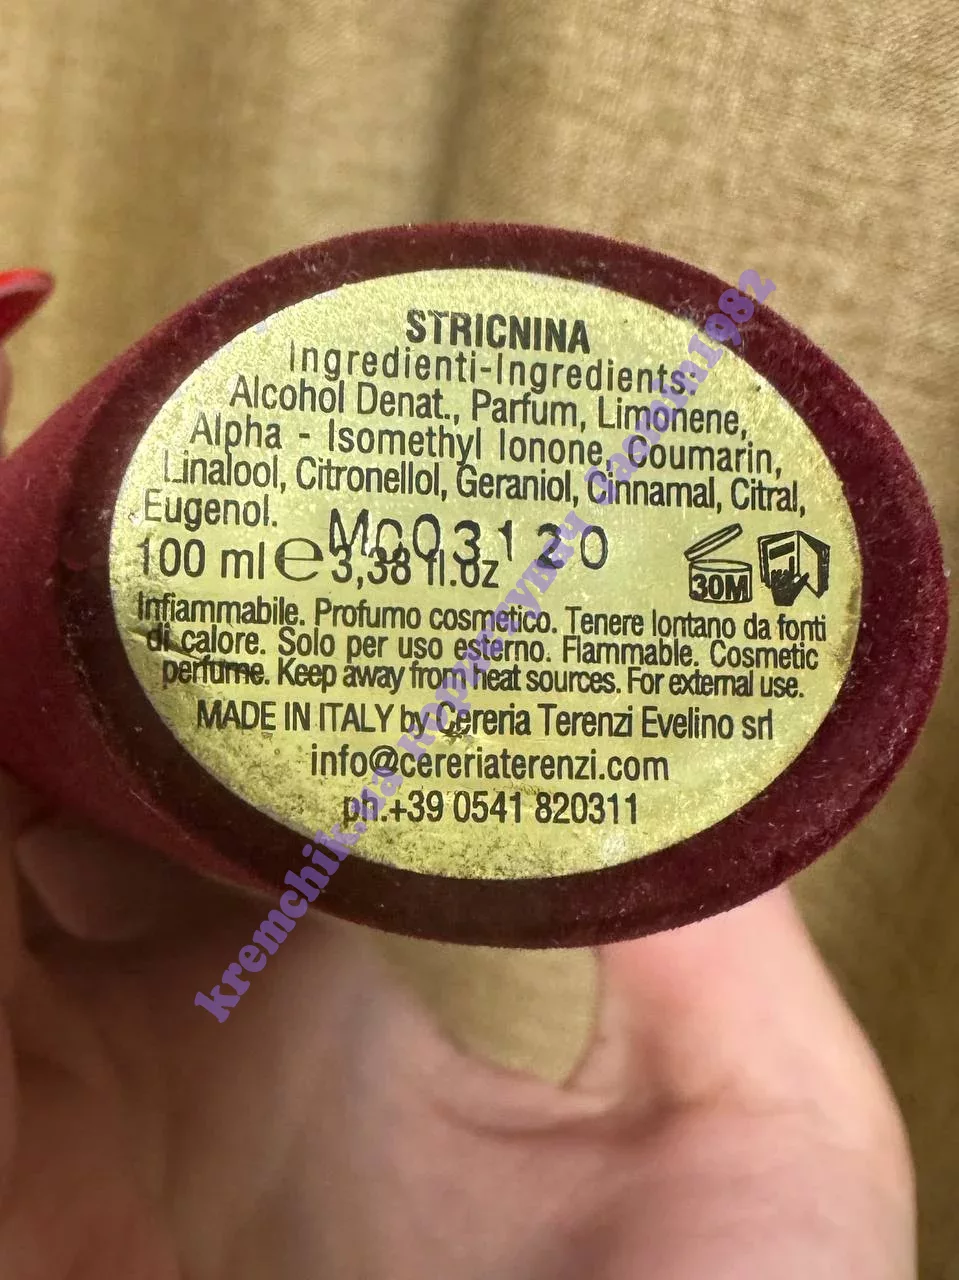 STRICNINA
Ingredienti-Ingredients:
Alcohol Denat., Parfum, Limonene,
Alpha - Isomethyl Ionone, Coumarin,
Linalool, Citronellol, Geraniol, Cinnamal, Citral,
Eugenol.
MC03120
100 ml ℮ 3,38 fl.oz
30M
Infiammabile. Profumo cosmetico. Tenere lontano da fonti
di calore. Solo per uso esterno. Flammable. Cosmetic
perfume. Keep away from heat sources. For external use.
MADE IN ITALY by Cereria Terenzi Evelino srl
info@cereriaterenzi.com
ph.+39 0541 820311
kremchik.ua